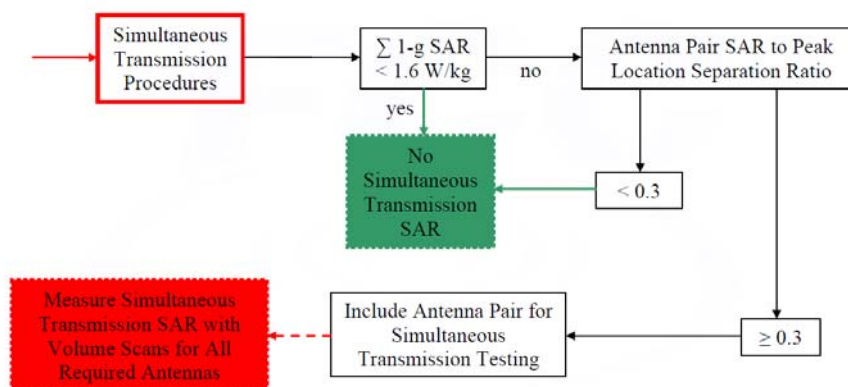 Simultaneous
Transmission
Procedures
∑ 1-g SAR
< 1.6 W/kg
no
yes
Antenna Pair SAR to Peak
Location Separation Ratio
No
Simultaneous
Transmission
SAR
< 0.3
Measure Simultaneous
Transmission SAR with
Volume Scans for All
Required Antennas
Include Antenna Pair for
Simultaneous
Transmission Testing
≥ 0.3